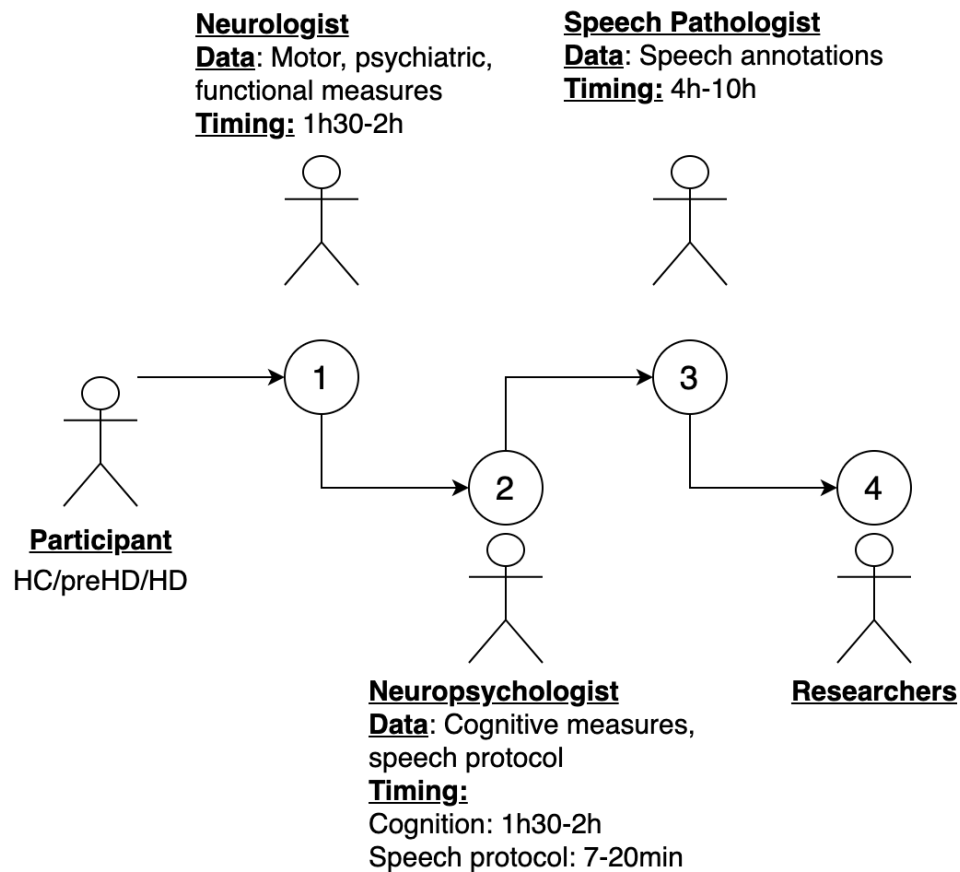 Neurologist
Data: Motor, psychiatric,
functional measures
Timing: 1h30-2h
Speech Pathologist
Data: Speech annotations
Timing: 4h-10h
1
3
2
4
Participant
HC/preHD/HD
Neuropsychologist
Data: Cognitive measures,
speech protocol
Timing:
Cognition: 1h30-2h
Speech protocol: 7-20min
Researchers